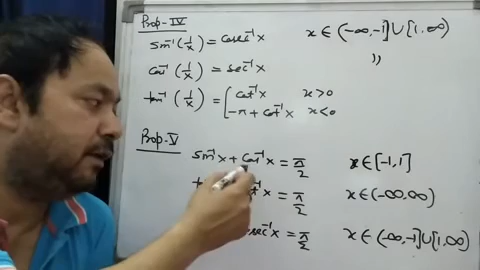 Prop-IV
sin⁻¹(1/x) = cosec⁻¹x x ∈ (-∞,-1]∪[1,∞)
cos⁻¹(1/x) = sec⁻¹x ,,
tan⁻¹(1/x) = { cot⁻¹x x>0
-π + cot⁻¹x x<0
Prop-V
sin⁻¹x + cos⁻¹x = π/2 x ∈ [-1,1]
t ⁻¹x = π/2 x ∈ (-∞,∞)
sec⁻¹x = π/2 x ∈ (-∞,-1]∪[1,∞)